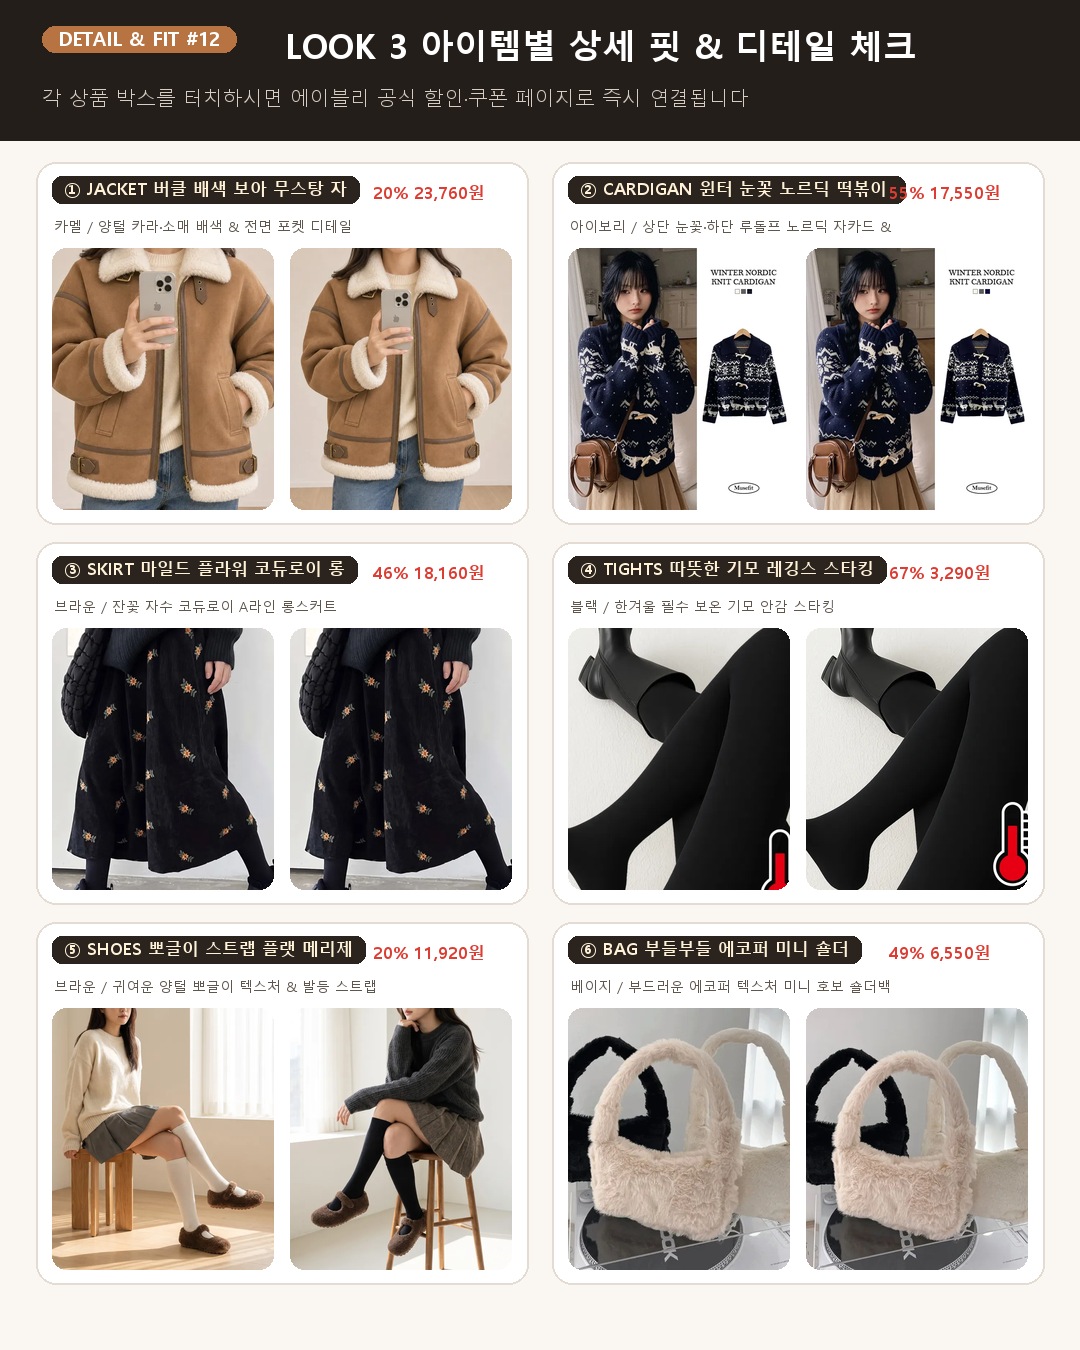 DETAIL & FIT #12
LOOK 3 아이템별 상세 핏 & 디테일 체크
각 상품 박스를 터치하시면 에이블리 공식 할인·쿠폰 페이지로 즉시 연결됩니다
① JACKET 버클 배색 보아 무스탕 자
20% 23,760원
카멜 / 양털 카라·소매 배색 & 전면 포켓 디테일
② CARDIGAN 윈터 눈꽃 노르딕 떡볶이
55% 17,550원
아이보리 / 상단 눈꽃·하단 루돌프 노르딕 자카드 &
WINTER NORDIC
KNIT CARDIGAN
Musefit
WINTER NORDIC
KNIT CARDIGAN
Musefit
③ SKIRT 마일드 플라워 코듀로이 롱
46% 18,160원
브라운 / 잔꽃 자수 코듀로이 A라인 롱스커트
④ TIGHTS 따뜻한 기모 레깅스 스타킹
67% 3,290원
블랙 / 한겨울 필수 보온 기모 안감 스타킹
⑤ SHOES 뽀글이 스트랩 플랫 메리제
20% 11,920원
브라운 / 귀여운 양털 뽀글이 텍스처 & 발등 스트랩
⑥ BAG 부들부들 에코퍼 미니 숄더
49% 6,550원
베이지 / 부드러운 에코퍼 텍스처 미니 호보 숄더백